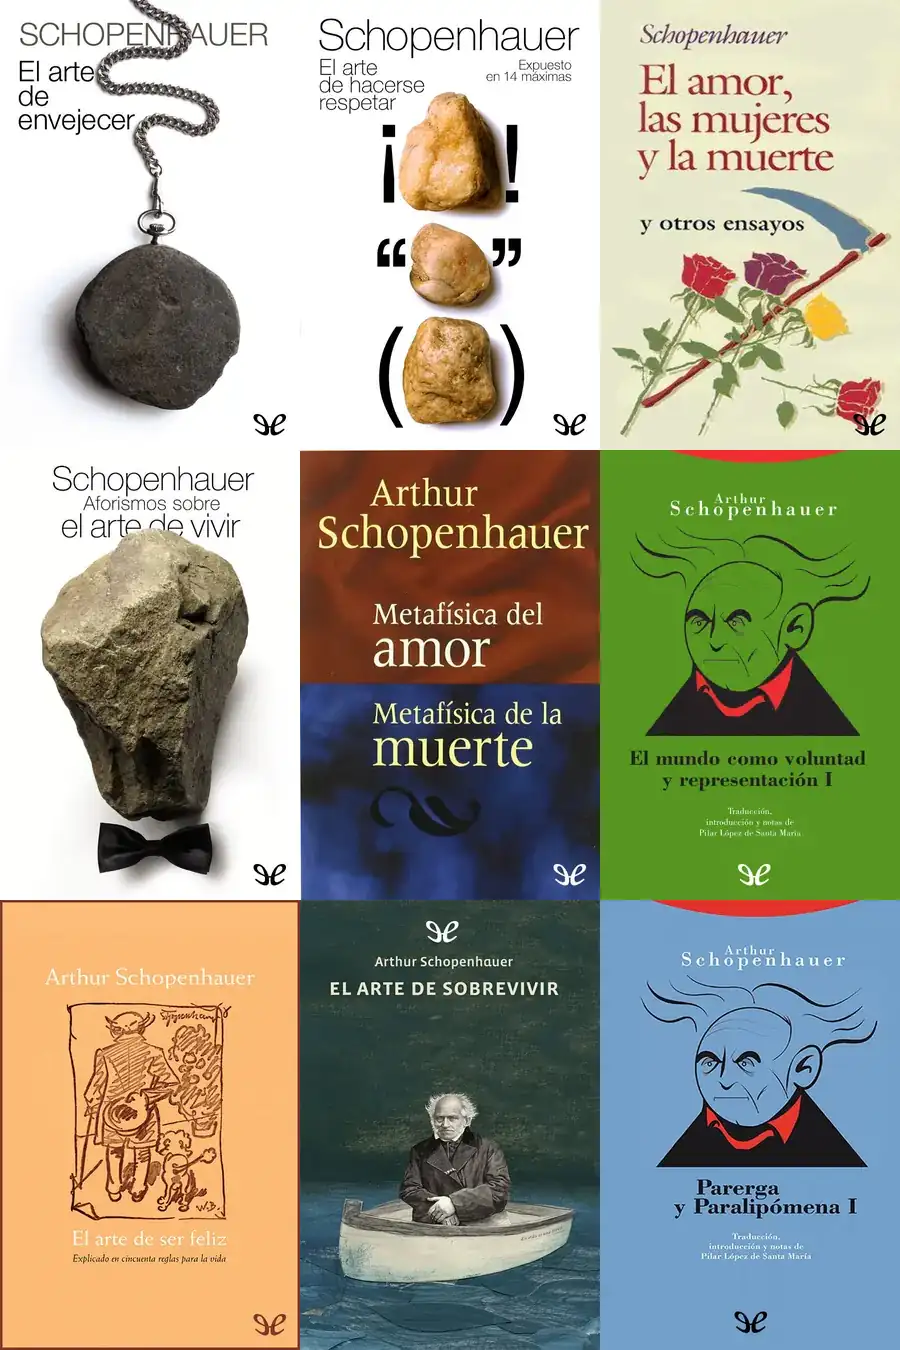 SCHOPENHAUER
El arte
de
envejecer
Schopenhauer
El arte
de hacerse
respetar
Expuesto
en 14 máximas
¡ !
“ ”
( )
Schopenhauer
El amor,
las mujeres
y la muerte
y otros ensayos
Schopenhauer
Aforismos sobre
el arte de vivir
Arthur
Schopenhauer
Metafísica del
amor
Metafísica de la
muerte
Arthur
Schopenhauer
El mundo como voluntad
y representación I
Traducción,
introducción y notas de
Pilar López de Santa María
Arthur Schopenhauer
W.B.
El arte de ser feliz
Explicado en cincuenta reglas para la vida
Arthur Schopenhauer
EL ARTE DE SOBREVIVIR
Arthur
Schopenhauer
Parerga
y Paralipómena I
Traducción,
introducción y notas de
Pilar López de Santa María